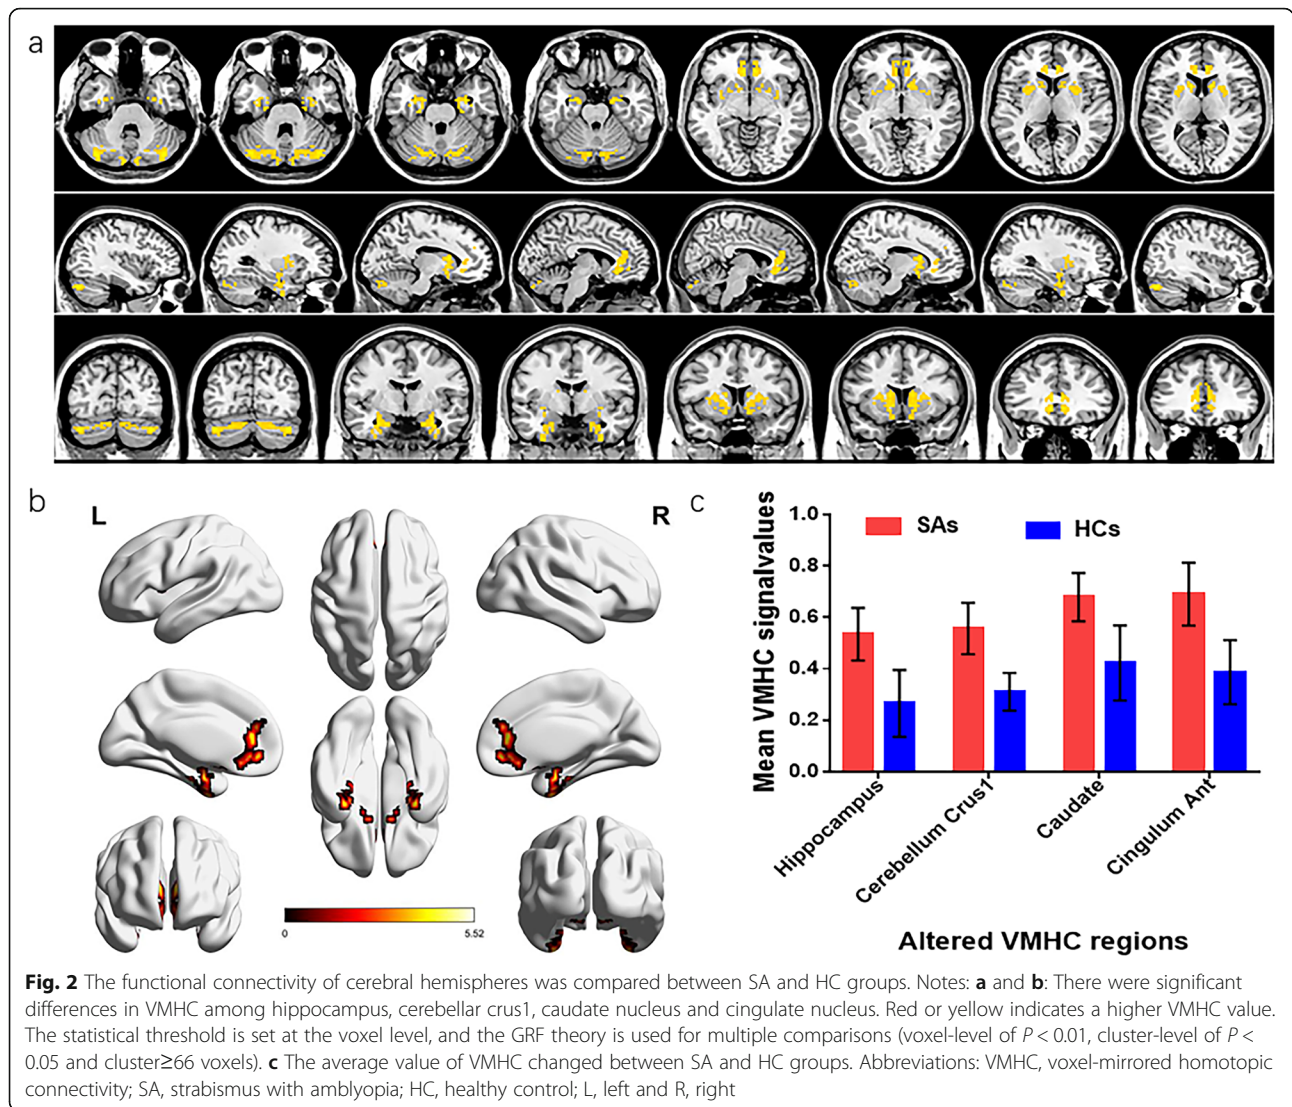 a
b
L
R
0
5.52
c
Mean VMHC signalvalues
1.0
0.8
0.6
0.4
0.2
0.0
SAs
HCs
Hippocampus
Cerebellum Crus1
Caudate
Cingulum Ant
Altered VMHC regions
Fig. 2 The functional connectivity of cerebral hemispheres was compared between SA and HC groups. Notes: a and b: There were significant
differences in VMHC among hippocampus, cerebellar crus1, caudate nucleus and cingulate nucleus. Red or yellow indicates a higher VMHC value.
The statistical threshold is set at the voxel level, and the GRF theory is used for multiple comparisons (voxel-level of P < 0.01, cluster-level of P <
0.05 and cluster≥66 voxels). c The average value of VMHC changed between SA and HC groups. Abbreviations: VMHC, voxel-mirrored homotopic
connectivity; SA, strabismus with amblyopia; HC, healthy control; L, left and R, right